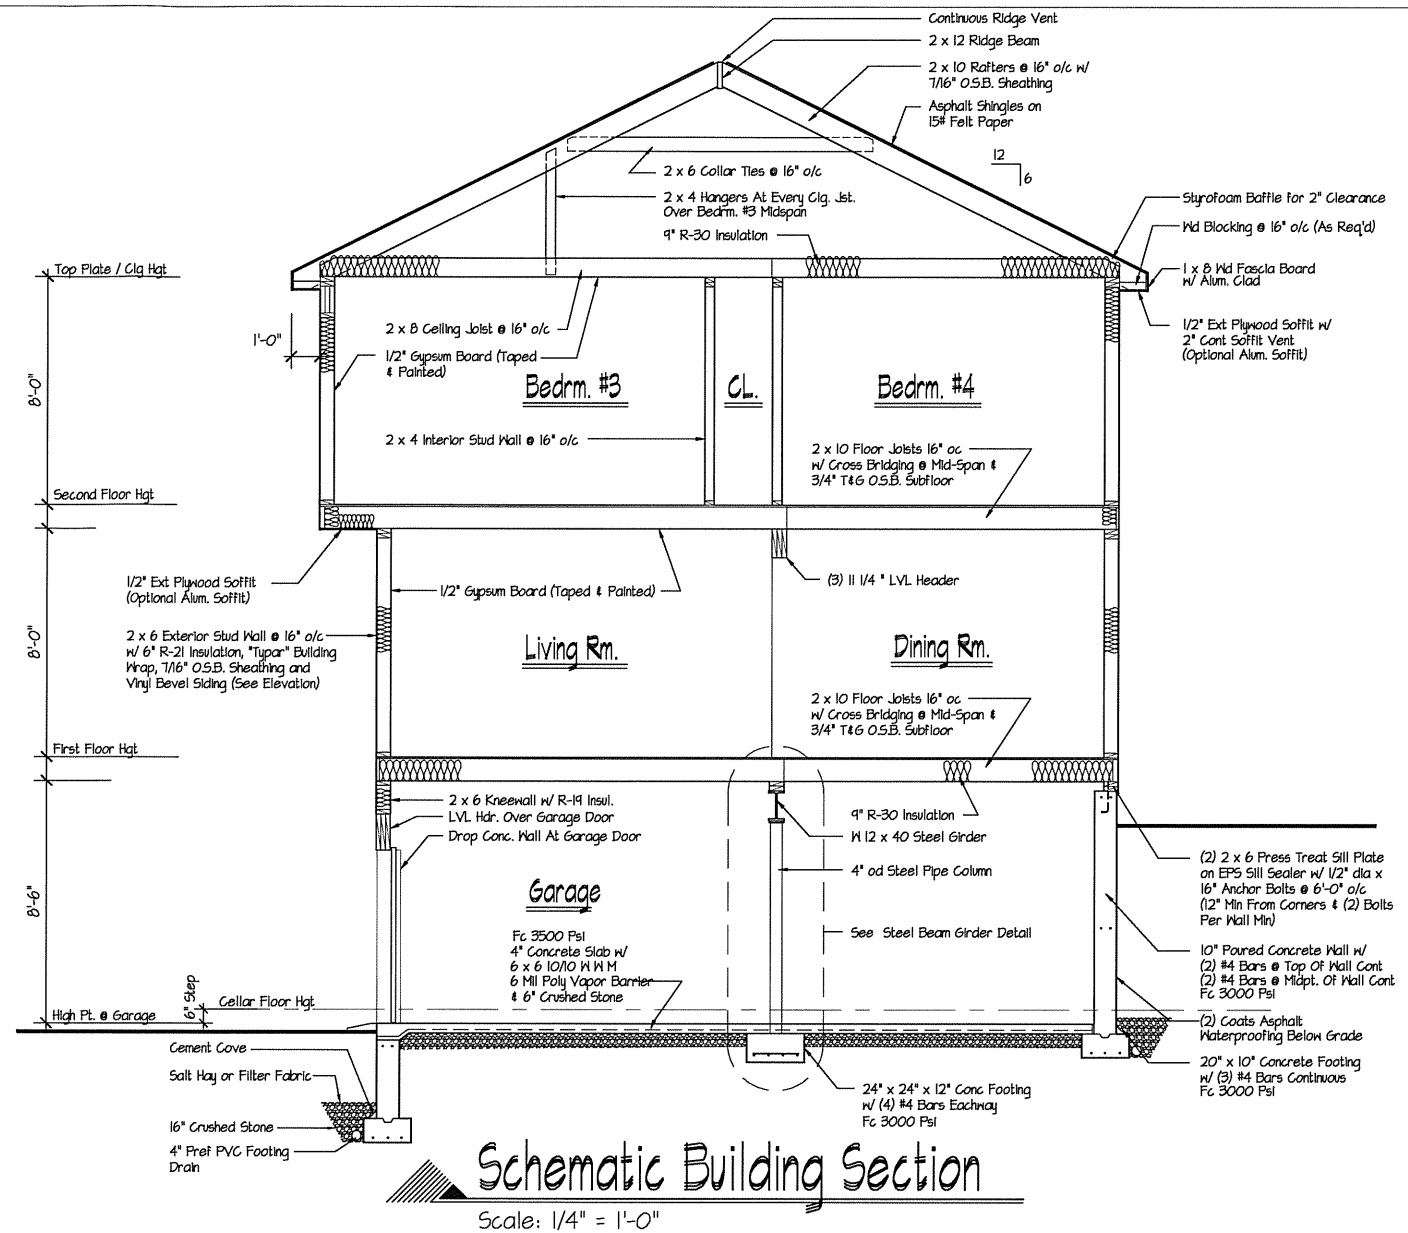 Continuous Ridge Vent
2 x 12 Ridge Beam
2 x 10 Rafters @ 16" o/c w/
7/16" O.S.B. Sheathing
Asphalt Shingles on
15# Felt Paper
12
6
2 x 6 Collar Ties @ 16" o/c
2 x 4 Hangers At Every Clg. Jst.
Over Bedrm. #3 Midspan
9" R-30 Insulation
Styrofoam Baffle for 2" Clearance
Wd Blocking @ 16" o/c (As Req'd)
1 x 8 Wd Fascia Board
w/ Alum. Clad
1/2" Ext Plywood Soffit w/
2" Cont Soffit Vent
(Optional Alum. Soffit)
Top Plate / Clg Hgt
1'-0"
8'-0"
2 x 8 Ceiling Joist @ 16" o/c
1/2" Gypsum Board (Taped
& Painted)
Bedrm. #3
CL.
Bedrm. #4
2 x 4 Interior Stud Wall @ 16" o/c
2 x 10 Floor Joists 16" oc
w/ Cross Bridging @ Mid-Span &
3/4" T&G O.S.B. Subfloor
Second Floor Hgt
1/2" Ext Plywood Soffit
(Optional Alum. Soffit)
1/2" Gypsum Board (Taped & Painted)
(3) 11 1/4 " LVL Header
8'-0"
2 x 6 Exterior Stud Wall @ 16" o/c
w/ 6" R-21 Insulation, "Typar" Building
Wrap, 7/16" O.S.B. Sheathing and
Vinyl Bevel Siding (See Elevation)
Living Rm.
Dining Rm.
2 x 10 Floor Joists 16" oc
w/ Cross Bridging @ Mid-Span &
3/4" T&G O.S.B. Subfloor
First Floor Hgt
2 x 6 Kneewall w/ R-19 Insul.
LVL Hdr. Over Garage Door
Drop Conc. Wall At Garage Door
9" R-30 Insulation
W 12 x 40 Steel Girder
4" od Steel Pipe Column
See Steel Beam Girder Detail
8'-6"
Garage
Fc 3500 Psi
4" Concrete Slab w/
6 x 6 10/10 W W M
6 Mil Poly Vapor Barrier
& 6" Crushed Stone
(2) 2 x 6 Press Treat Sill Plate
on EPS Sill Sealer w/ 1/2" dia x
16" Anchor Bolts @ 6'-0" o/c
(12" Min From Corners & (2) Bolts
Per Wall Min)
10" Poured Concrete Wall w/
(2) #4 Bars @ Top Of Wall Cont
(2) #4 Bars @ Midpt. Of Wall Cont
Fc 3000 Psi
(2) Coats Asphalt
Waterproofing Below Grade
20" x 10" Concrete Footing
w/ (3) #4 Bars Continuous
Fc 3000 Psi
6" Step
Cellar Floor Hgt
High Pt. @ Garage
Cement Cove
Salt Hay or Filter Fabric
16" Crushed Stone
4" Pref PVC Footing
Drain
24" x 24" x 12" Conc Footing
w/ (4) #4 Bars Eachway
Fc 3000 Psi
Schematic Building Section
Scale: 1/4" = 1'-0"